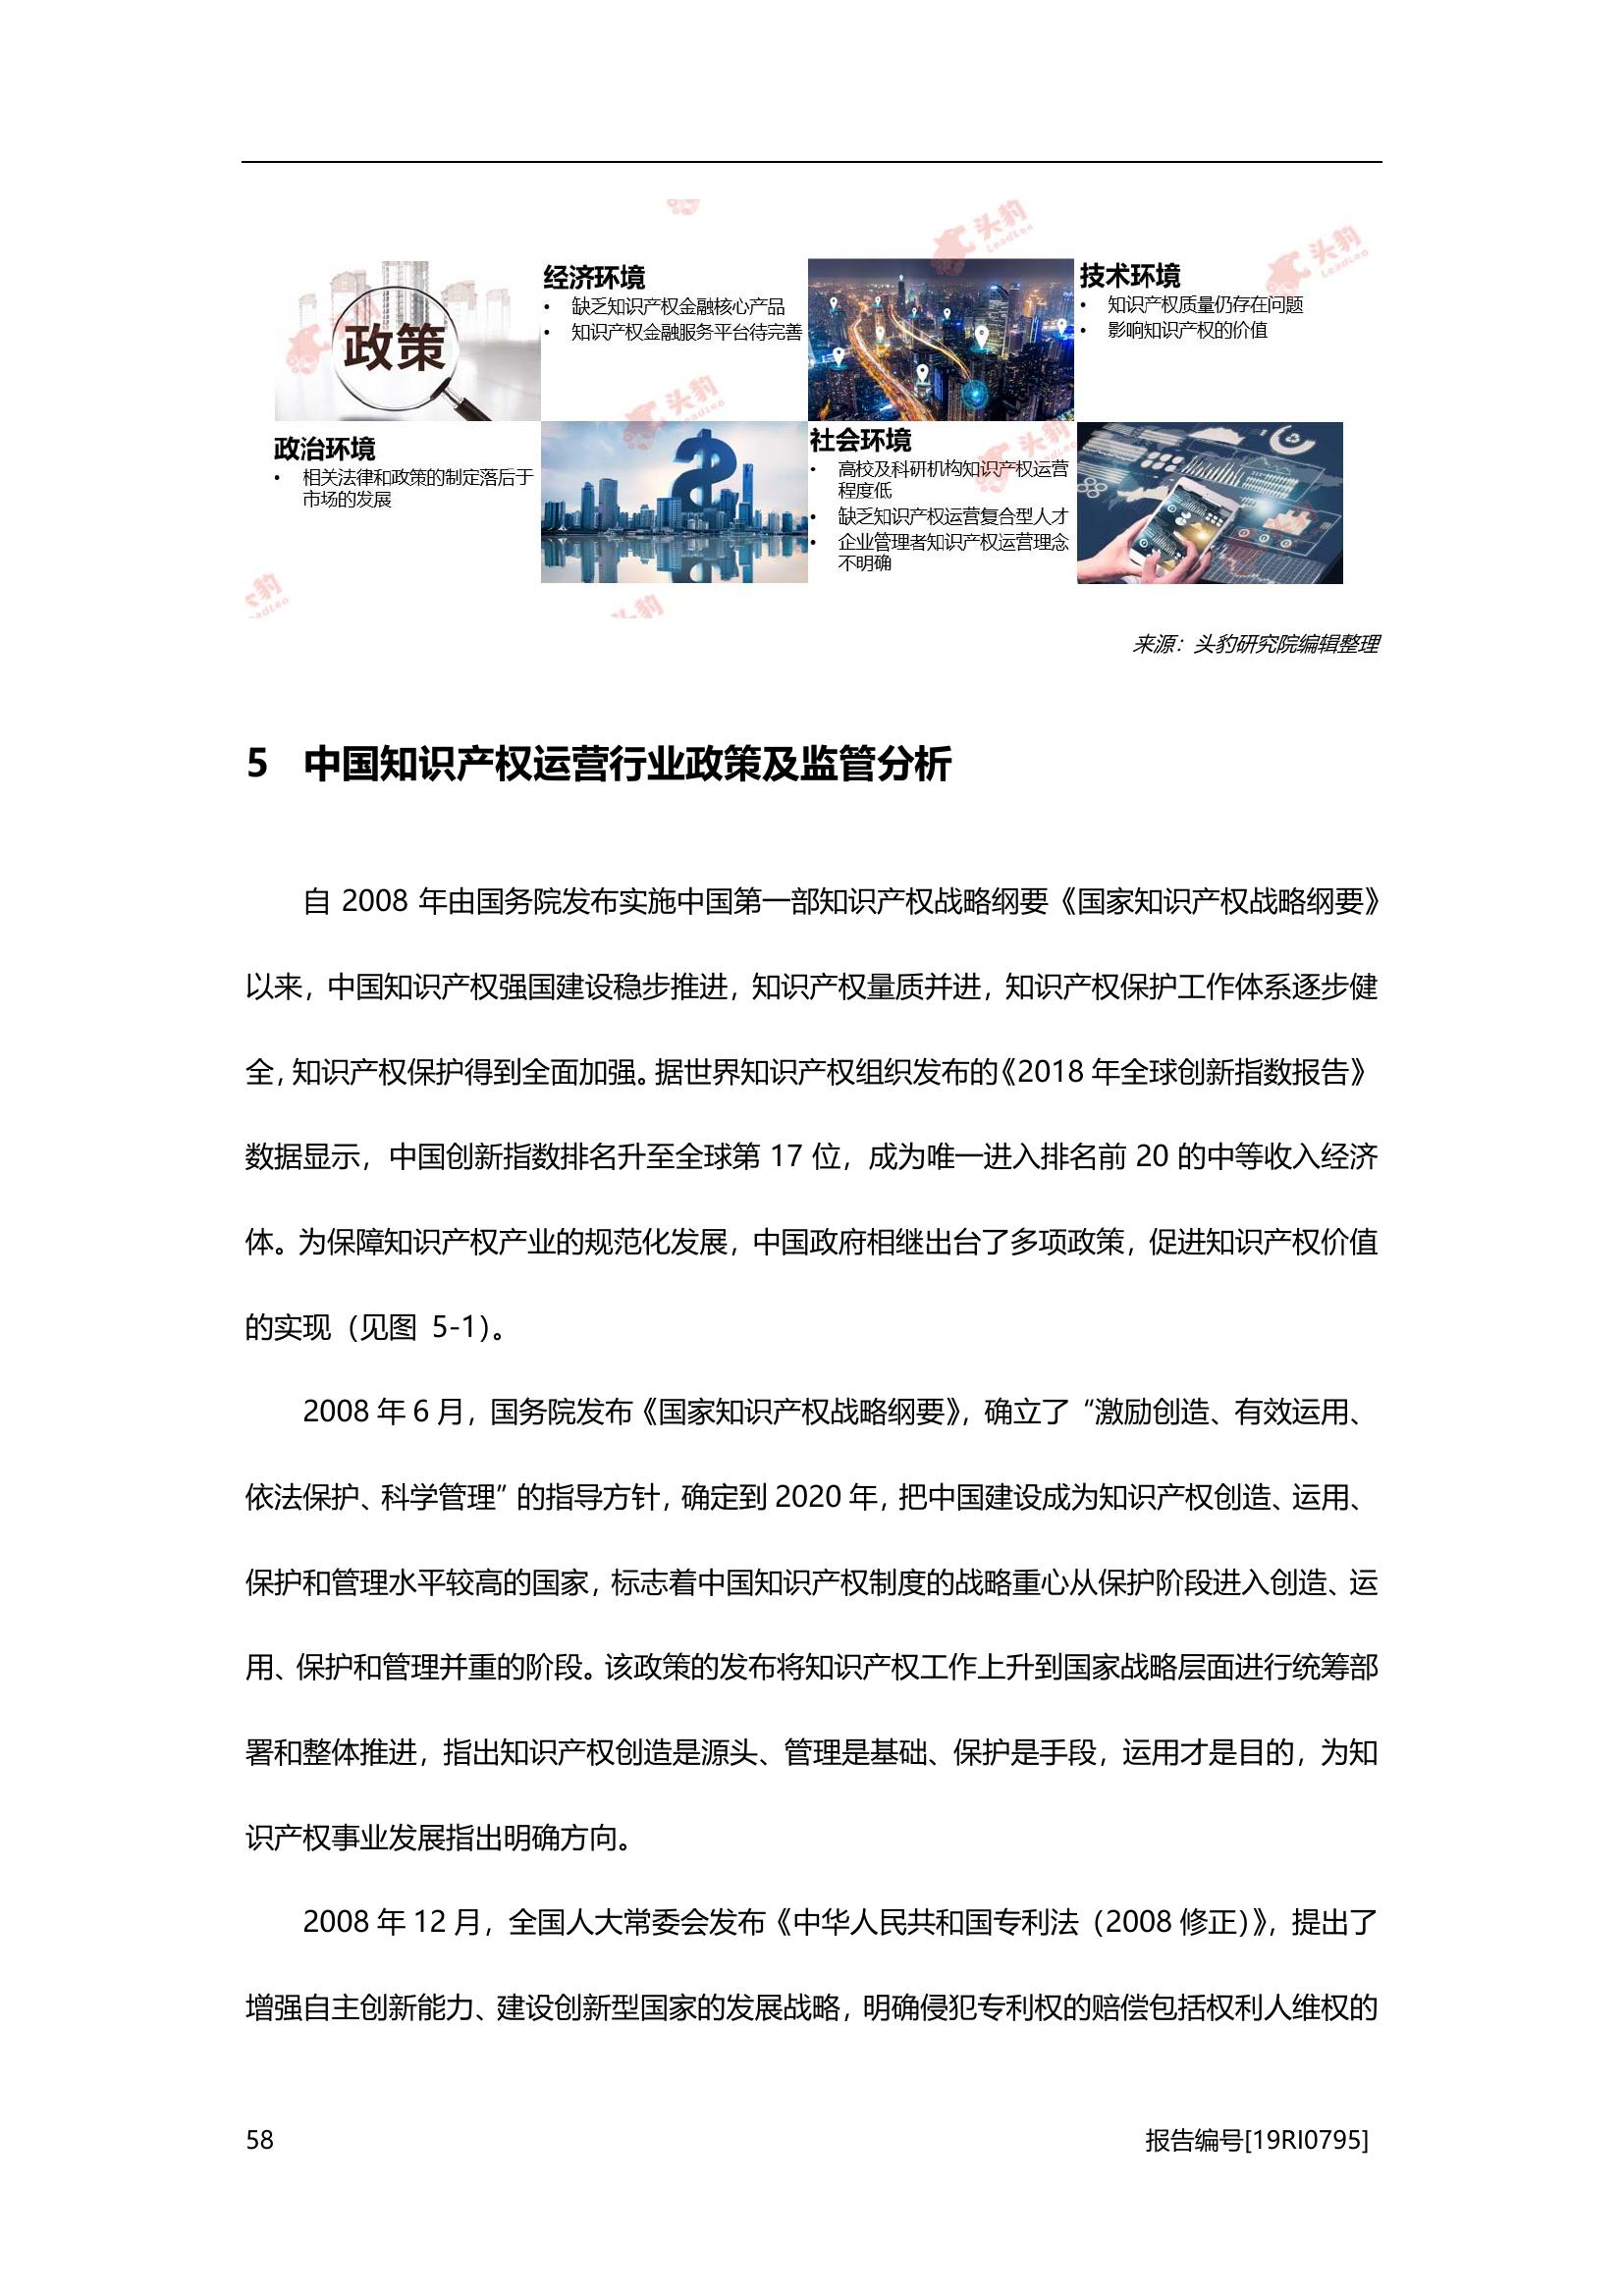 政策
政治环境
• 相关法律和政策的制定落后于
市场的发展
经济环境
• 缺乏知识产权金融核心产品
• 知识产权金融服务平台待完善
社会环境
• 高校及科研机构知识产权运营
程度低
• 缺乏知识产权运营复合型人才
• 企业管理者知识产权运营理念
不明确
技术环境
• 知识产权质量仍存在问题
• 影响知识产权的价值
头豹
LeadLeo
头豹
LeadLeo
头豹
LeadLeo
头豹
头豹
来源：头豹研究院编辑整理
5 中国知识产权运营行业政策及监管分析
自 2008 年由国务院发布实施中国第一部知识产权战略纲要《国家知识产权战略纲要》
以来，中国知识产权强国建设稳步推进，知识产权量质并进，知识产权保护工作体系逐步健
全，知识产权保护得到全面加强。据世界知识产权组织发布的《2018 年全球创新指数报告》
数据显示，中国创新指数排名升至全球第 17 位，成为唯一进入排名前 20 的中等收入经济
体。为保障知识产权产业的规范化发展，中国政府相继出台了多项政策，促进知识产权价值
的实现（见图 5-1）。
2008 年 6 月，国务院发布《国家知识产权战略纲要》，确立了“激励创造、有效运用、
依法保护、科学管理”的指导方针，确定到 2020 年，把中国建设成为知识产权创造、运用、
保护和管理水平较高的国家，标志着中国知识产权制度的战略重心从保护阶段进入创造、运
用、保护和管理并重的阶段。该政策的发布将知识产权工作上升到国家战略层面进行统筹部
署和整体推进，指出知识产权创造是源头、管理是基础、保护是手段，运用才是目的，为知
识产权事业发展指出明确方向。
2008 年 12 月，全国人大常委会发布《中华人民共和国专利法（2008 修正）》，提出了
增强自主创新能力、建设创新型国家的发展战略，明确侵犯专利权的赔偿包括权利人维权的
58 报告编号[19RI0795]